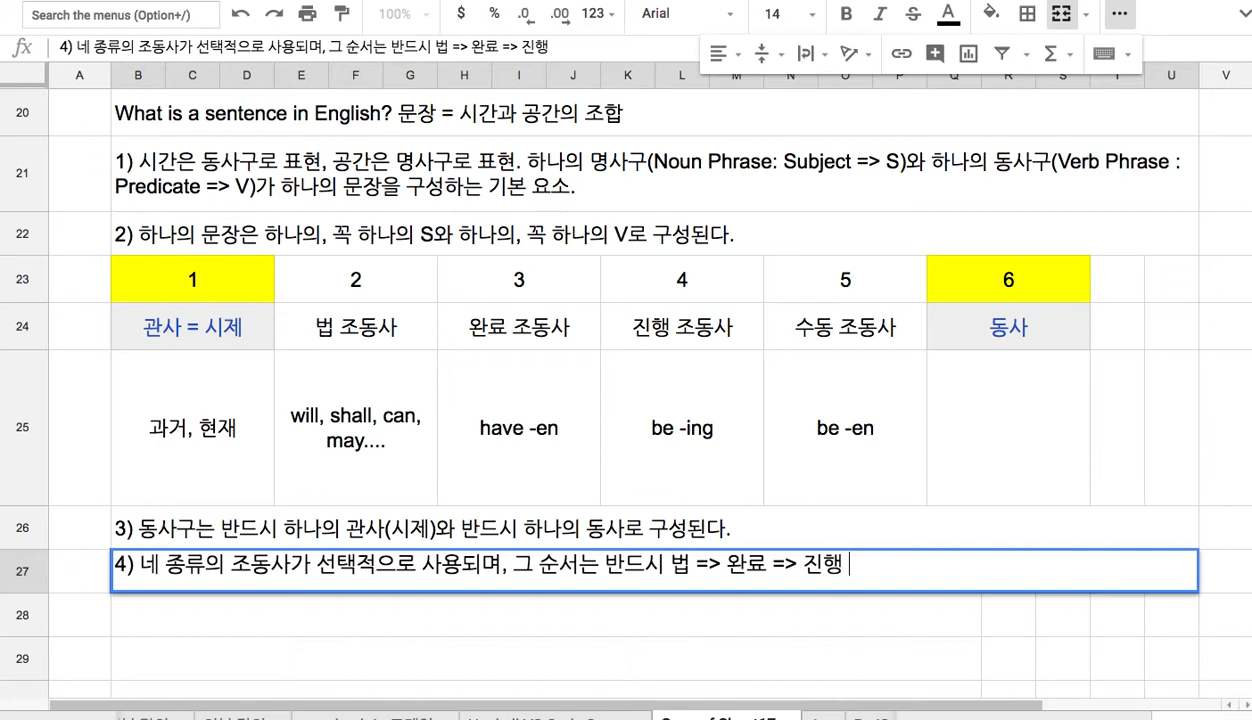 Search the menus (Option+/)
100%
$ % .0 .00 123
Arial
14
B I S A
fx 4) 네 종류의 조동사가 선택적으로 사용되며, 그 순서는 반드시 법 => 완료 => 진행
A B C D E F G H I J K L M N O P Q R S T U V
20 What is a sentence in English? 문장 = 시간과 공간의 조합
21 1) 시간은 동사구로 표현, 공간은 명사구로 표현. 하나의 명사구(Noun Phrase: Subject => S)와 하나의 동사구(Verb Phrase :
Predicate => V)가 하나의 문장을 구성하는 기본 요소.
22 2) 하나의 문장은 하나의, 꼭 하나의 S와 하나의, 꼭 하나의 V로 구성된다.
23 1 2 3 4 5 6
24 관사 = 시제 법 조동사 완료 조동사 진행 조동사 수동 조동사 동사
25 과거, 현재 will, shall, can,
may.... have -en be -ing be -en
26 3) 동사구는 반드시 하나의 관사(시제)와 반드시 하나의 동사로 구성된다.
27 4) 네 종류의 조동사가 선택적으로 사용되며, 그 순서는 반드시 법 => 완료 => 진행
28
29